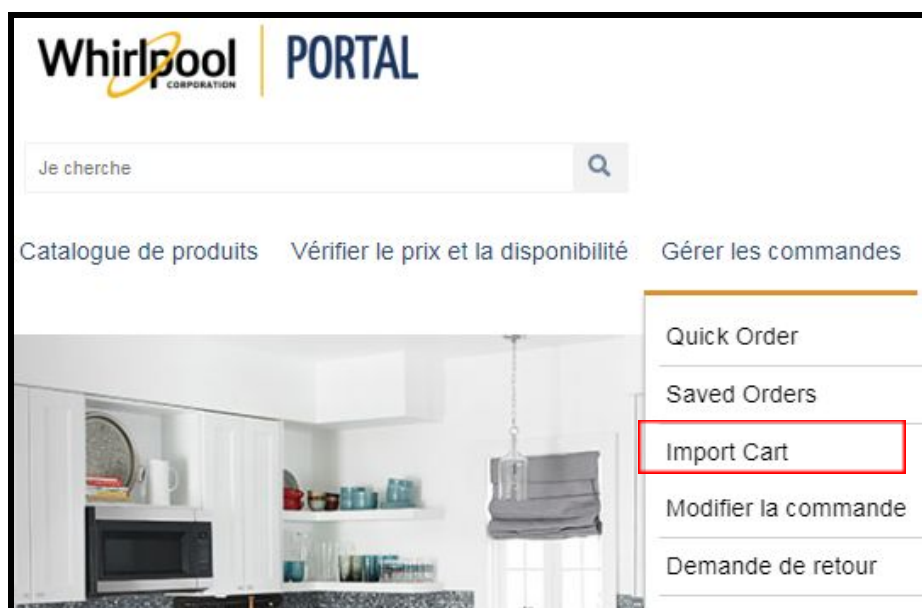 Whirlpool
CORPORATION
PORTAL
Je cherche
Catalogue de produits Vérifier le prix et la disponibilité Gérer les commandes
Quick Order
Saved Orders
Import Cart
Modifier la commande
Demande de retour